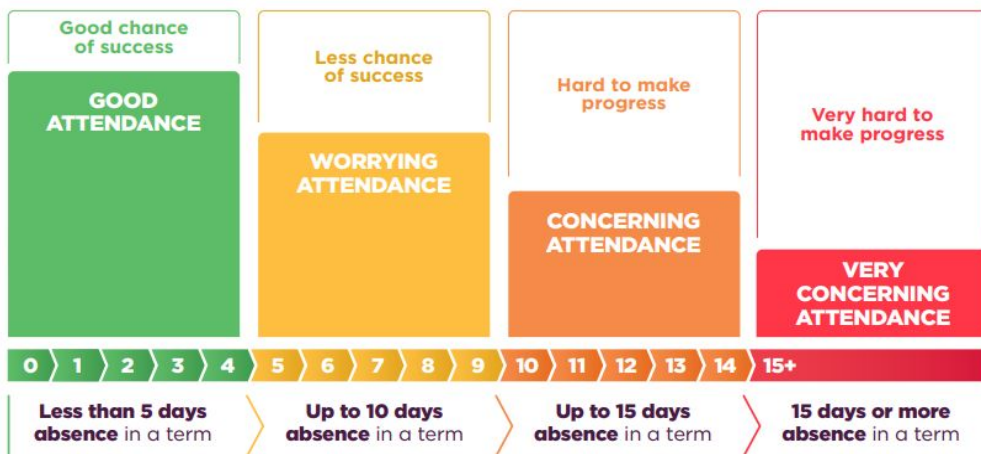 Good chance
of success
GOOD
ATTENDANCE
Less chance
of success
WORRYING
ATTENDANCE
Hard to make
progress
CONCERNING
ATTENDANCE
Very hard to
make progress
VERY
CONCERNING
ATTENDANCE
0 1 2 3 4 5 6 7 8 9 10 11 12 13 14 15+
Less than 5 days
absence in a term
Up to 10 days
absence in a term
Up to 15 days
absence in a term
15 days or more
absence in a term